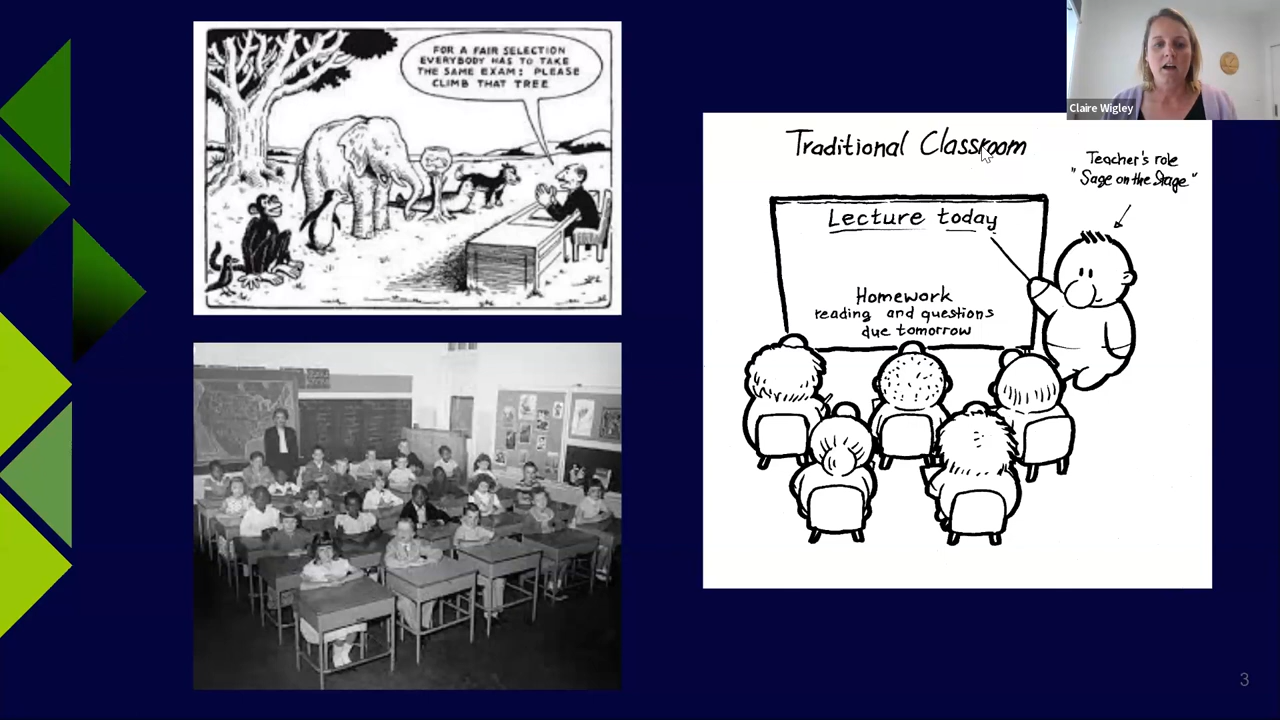 FOR A FAIR SELECTION
EVERYBODY HAS TO TAKE
THE SAME EXAM: PLEASE
CLIMB THAT TREE
Claire Wigley
Traditional Classroom
Teacher's role
"Sage on the Stage"
Lecture today
Homework
reading and questions
due tomorrow
3